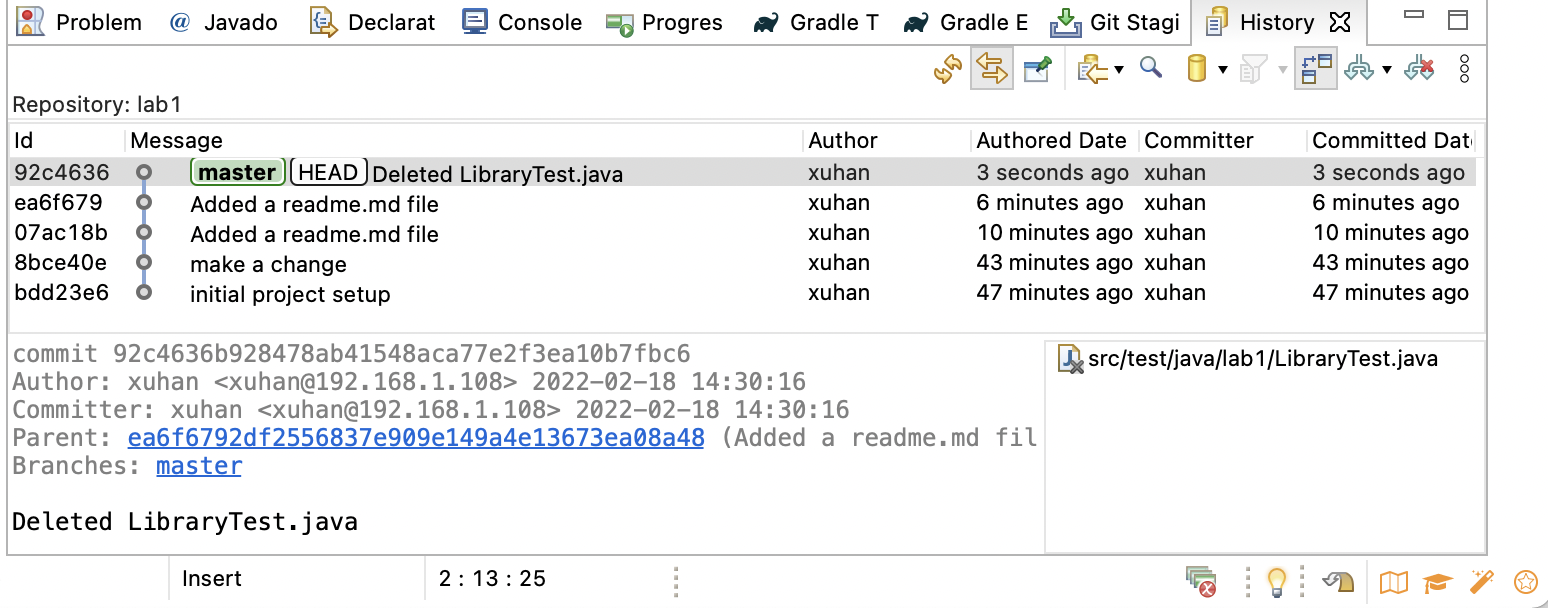 Problem @ Javado Declarat Console Progres Gradle T Gradle E Git Stagi History
Repository: lab1
Id Message Author Authored Date Committer Committed Dat
92c4636 master HEAD Deleted LibraryTest.java xuhan 3 seconds ago xuhan 3 seconds ago
ea6f679 Added a readme.md file xuhan 6 minutes ago xuhan 6 minutes ago
07ac18b Added a readme.md file xuhan 10 minutes ago xuhan 10 minutes ago
8bce40e make a change xuhan 43 minutes ago xuhan 43 minutes ago
bdd23e6 initial project setup xuhan 47 minutes ago xuhan 47 minutes ago
commit 92c4636b928478ab41548aca77e2f3ea10b7fbc6
Author: xuhan <xuhan@192.168.1.108> 2022-02-18 14:30:16
Committer: xuhan <xuhan@192.168.1.108> 2022-02-18 14:30:16
Parent: ea6f6792df2556837e909e149a4e13673ea08a48 (Added a readme.md fil
Branches: master
Deleted LibraryTest.java
src/test/java/lab1/LibraryTest.java
Insert 2 : 13 : 25